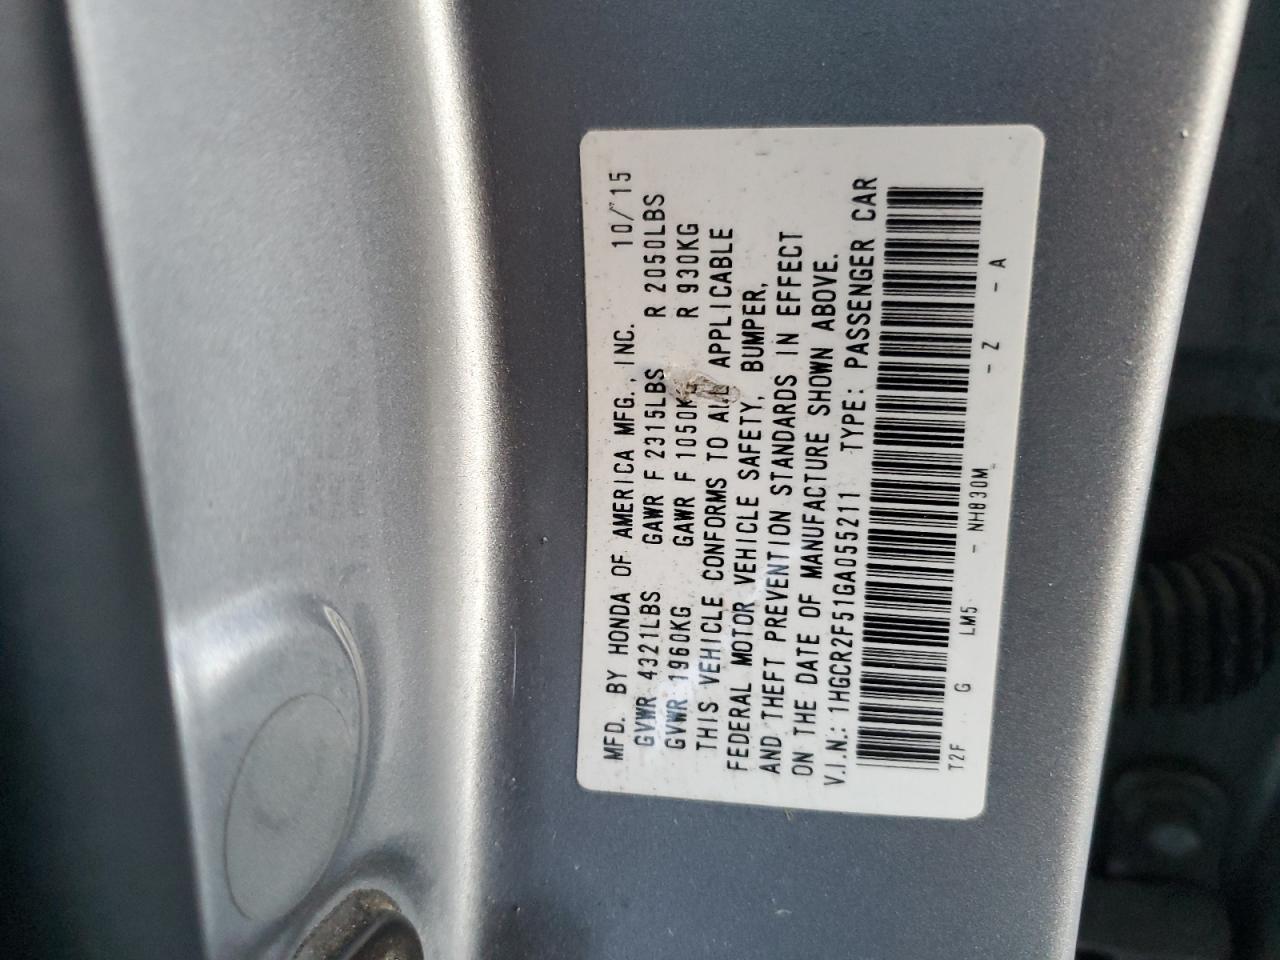 MFD. BY HONDA OF AMERICA MFG., INC. 10/15
GVWR 4321LBS GAWR F 2315LBS R 2050LBS
GVWR 1960KG GAWR F 1050K R 930KG
THIS VEHICLE CONFORMS TO ALL APPLICABLE
FEDERAL MOTOR VEHICLE SAFETY, BUMPER,
AND THEFT PREVENTION STANDARDS IN EFFECT
ON THE DATE OF MANUFACTURE SHOWN ABOVE.
V.I.N.: 1HGCR2F51GA055211 TYPE: PASSENGER CAR
T2F G LM5 - NH830M - Z - A